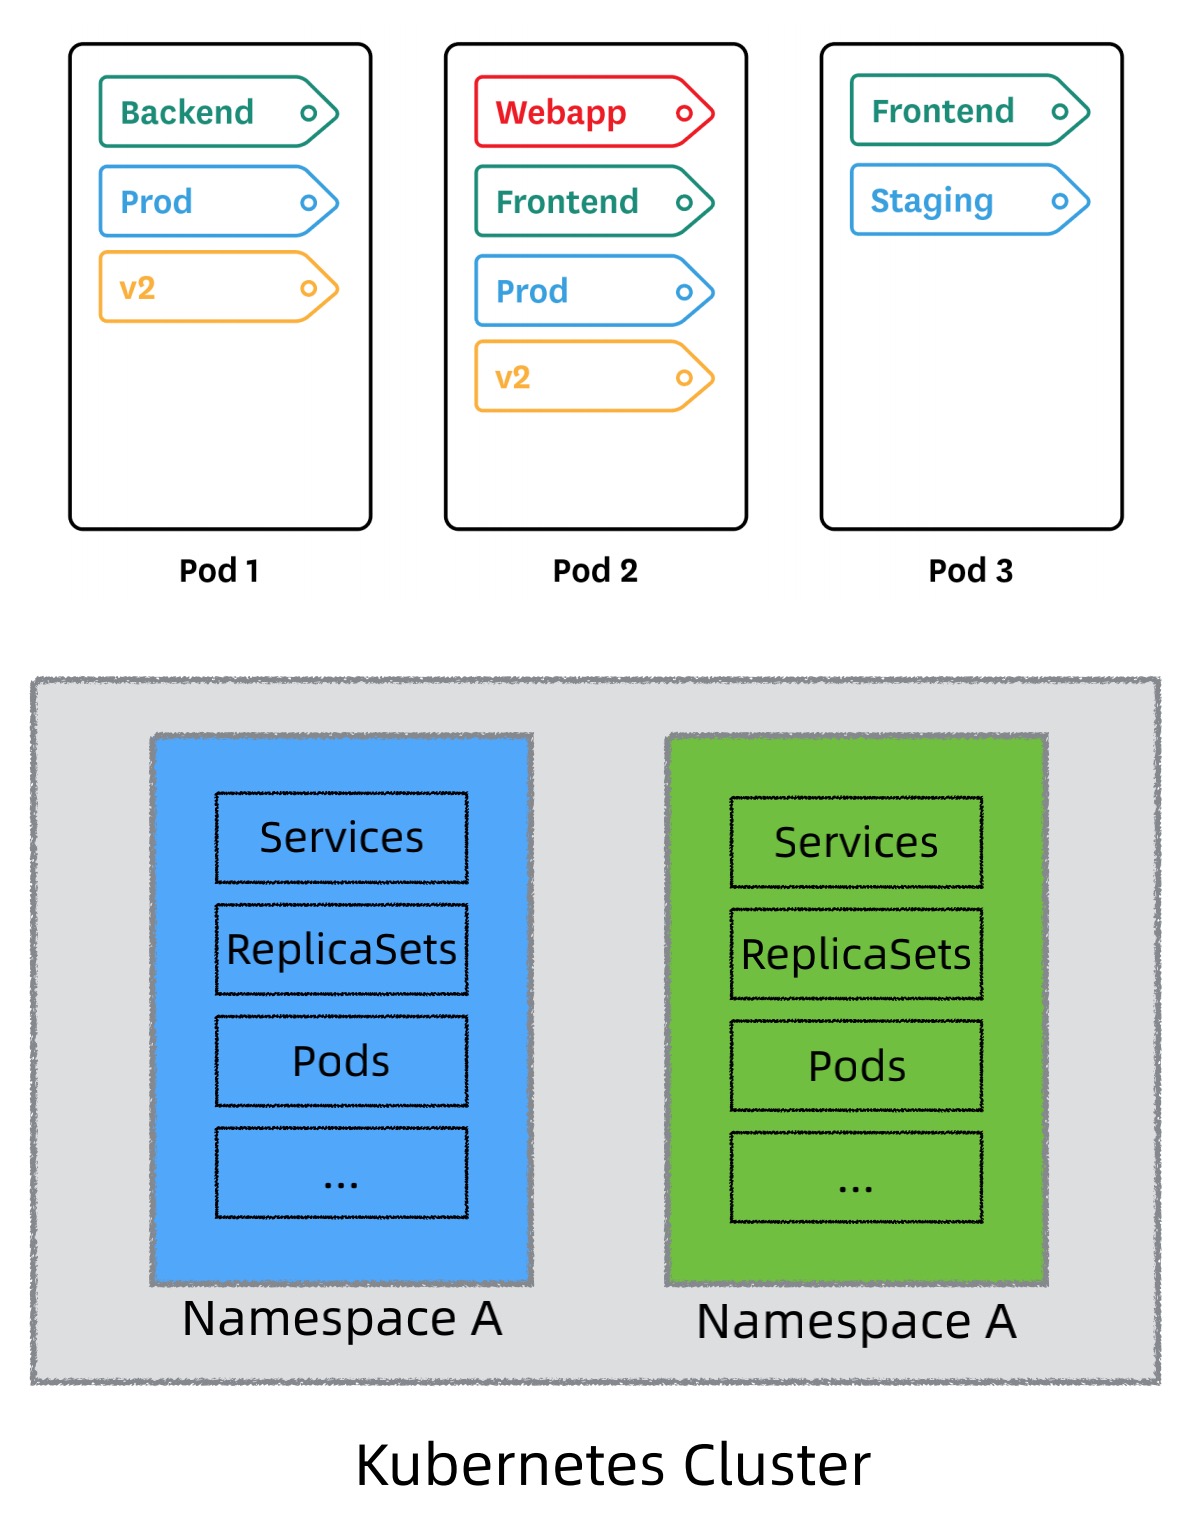 Backend
Prod
v2
Pod 1
Webapp
Frontend
Prod
v2
Pod 2
Frontend
Staging
Pod 3
Services
ReplicaSets
Pods
...
Namespace A
Services
ReplicaSets
Pods
...
Namespace A
Kubernetes Cluster